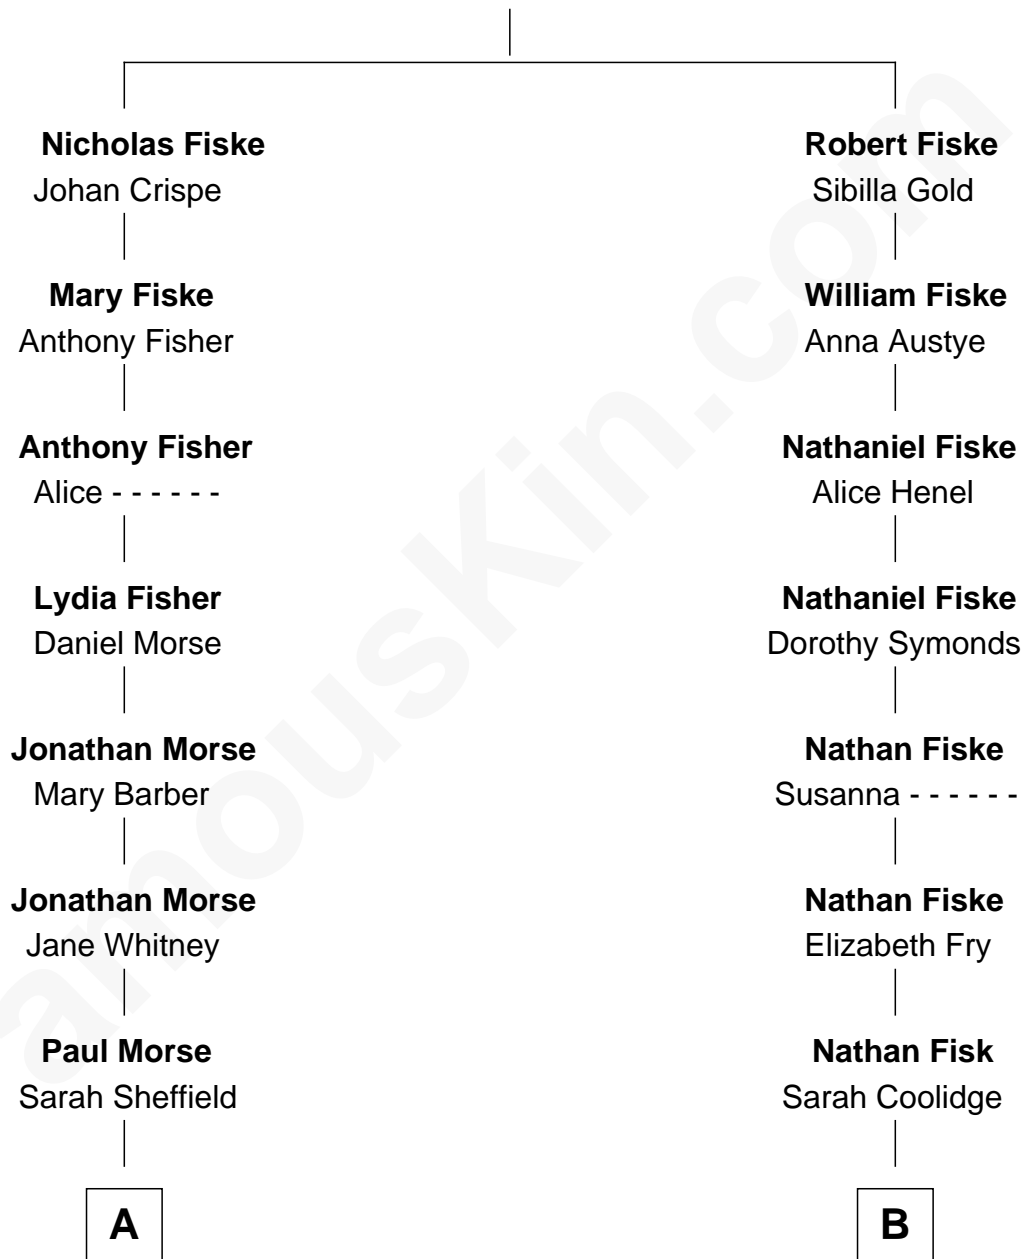 Nicholas Fiske
Johan Crispe
Mary Fiske
Anthony Fisher
Anthony Fisher
Alice - - - - - -
Lydia Fisher
Daniel Morse
Jonathan Morse
Mary Barber
Jonathan Morse
Jane Whitney
Paul Morse
Sarah Sheffield
A
Robert Fiske
Sibilla Gold
William Fiske
Anna Austye
Nathaniel Fiske
Alice Henel
Nathaniel Fiske
Dorothy Symonds
Nathan Fiske
Susanna - - - - - -
Nathan Fiske
Elizabeth Fry
Nathan Fisk
Sarah Coolidge
B
amouskin.com